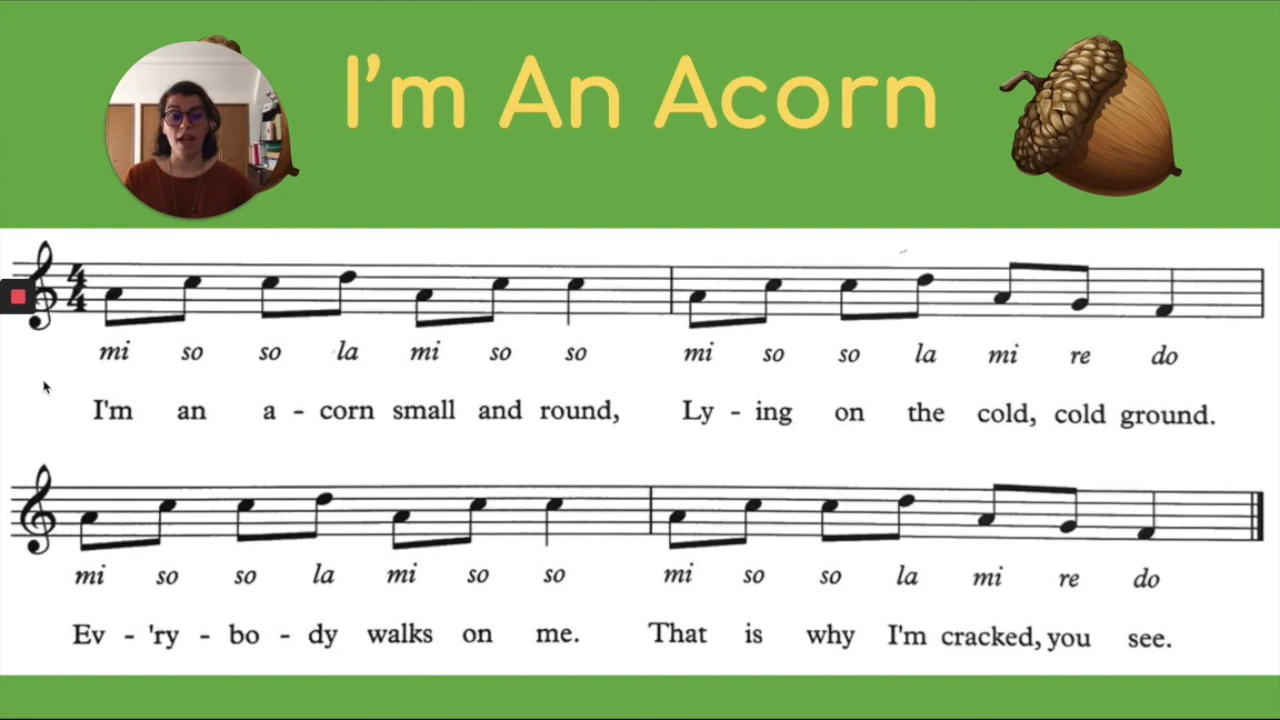 I'm An Acorn
4
4
mi so so la mi so so mi so so la mi re do
I'm an a - corn small and round, Ly - ing on the cold, cold ground.
mi so so la mi so so mi so so la mi re do
Ev - 'ry - bo - dy walks on me. That is why I'm cracked, you see.